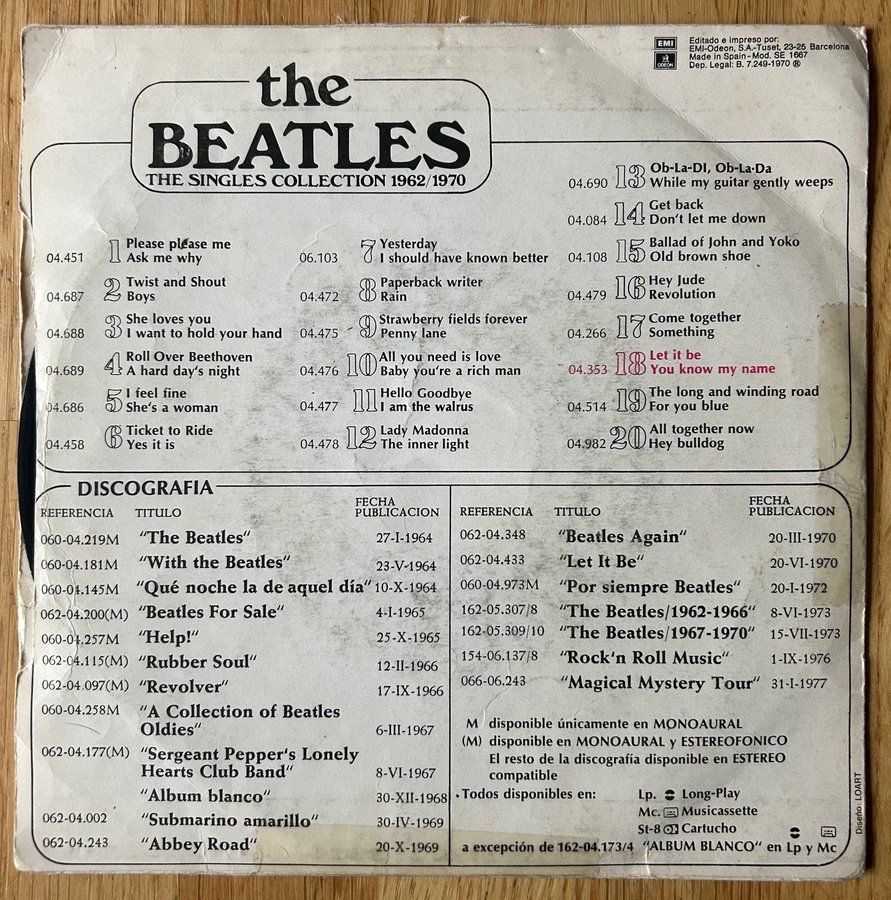 EMI
ODEON
Editado e impreso por:
EMI-Odeon, S.A.-Tuset, 23-25 Barcelona
Made in Spain - Mod. SE 1667
Dep. Legal: B. 7.249-1970 ®
the
BEATLES
THE SINGLES COLLECTION 1962/1970
04.451 1 Please please me
Ask me why
04.687 2 Twist and Shout
Boys
04.688 3 She loves you
I want to hold your hand
04.689 4 Roll Over Beethoven
A hard day's night
04.686 5 I feel fine
She's a woman
04.458 6 Ticket to Ride
Yes it is
06.103 7 Yesterday
I should have known better
04.472 8 Paperback writer
Rain
04.475 9 Strawberry fields forever
Penny lane
04.476 10 All you need is love
Baby you're a rich man
04.477 11 Hello Goodbye
I am the walrus
04.478 12 Lady Madonna
The inner light
04.690 13 Ob-La-DI, Ob-La-Da
While my guitar gently weeps
04.084 14 Get back
Don't let me down
04.108 15 Ballad of John and Yoko
Old brown shoe
04.479 16 Hey Jude
Revolution
04.266 17 Come together
Something
04.353 18 Let it be
You know my name
04.514 19 The long and winding road
For you blue
04.982 20 All together now
Hey bulldog
DISCOGRAFIA
REFERENCIA TITULO FECHA PUBLICACION
060-04.219M "The Beatles" 27-I-1964
060-04.181M "With the Beatles" 23-V-1964
060-04.145M "Qué noche la de aquel día" 10-X-1964
062-04.200(M) "Beatles For Sale" 4-I-1965
060-04.257M "Help!" 25-X-1965
062-04.115(M) "Rubber Soul" 12-II-1966
062-04.097(M) "Revolver" 17-IX-1966
060-04.258M "A Collection of Beatles
Oldies" 6-III-1967
062-04.177(M) "Sergeant Pepper's Lonely
Hearts Club Band" 8-VI-1967
"Album blanco" 30-XII-1968
062-04.002 "Submarino amarillo" 30-IV-1969
062-04.243 "Abbey Road" 20-X-1969
REFERENCIA TITULO FECHA PUBLICACION
062-04.348 "Beatles Again" 20-III-1970
062-04.433 "Let It Be" 20-VI-1970
060-04.973M "Por siempre Beatles" 20-I-1972
162-05.307/8 "The Beatles/1962-1966" 8-VI-1973
162-05.309/10 "The Beatles/1967-1970" 15-VII-1973
154-06.137/8 "Rock'n Roll Music" 1-IX-1976
066-06.243 "Magical Mystery Tour" 31-I-1977
M disponible únicamente en MONOAURAL
(M) disponible en MONOAURAL y ESTEREOFONICO
El resto de la discografía disponible en ESTEREO
compatible
. Todos disponibles en: Lp. Long-Play
Mc. Musicassette
St-8 Cartucho
a excepción de 162-04.173/4 "ALBUM BLANCO" en Lp y Mc
Diseño: LOART